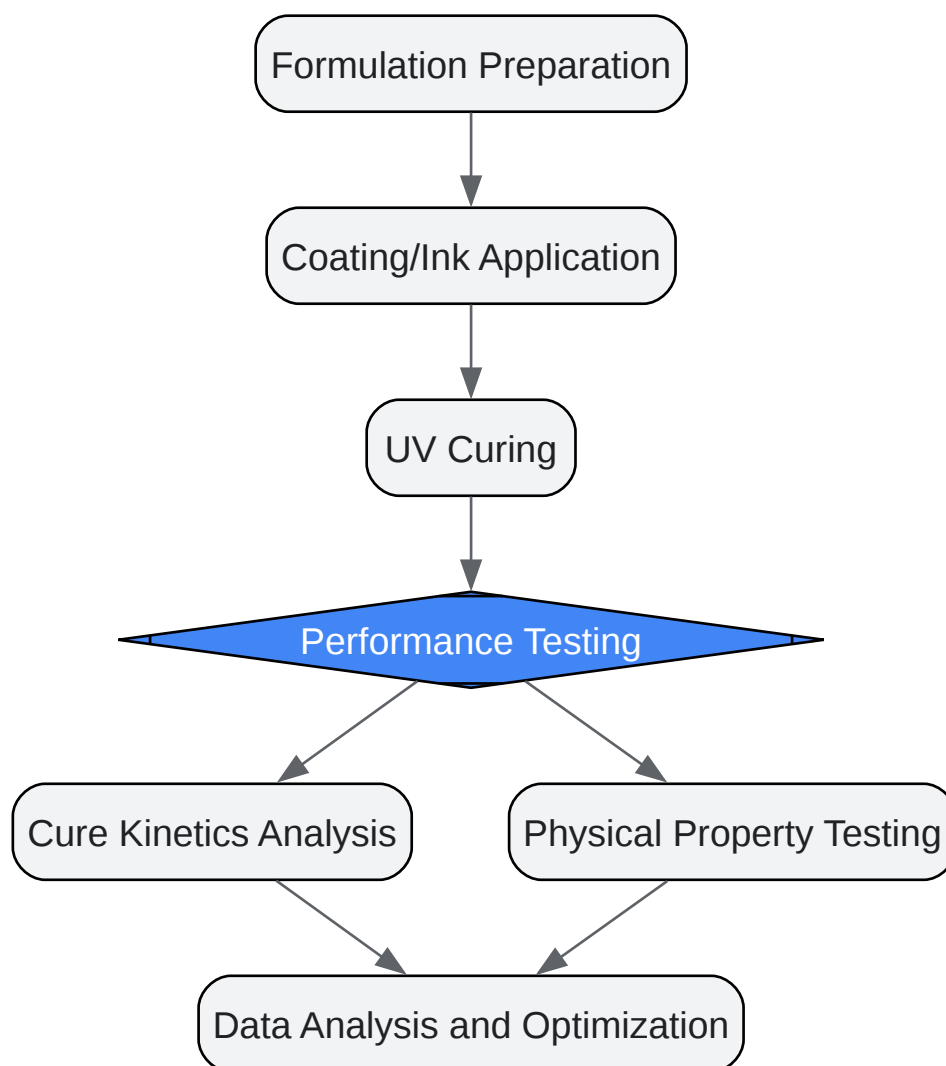 Formulation Preparation
Coating/Ink Application
UV Curing
Performance Testing
Cure Kinetics Analysis
Physical Property Testing
Data Analysis and Optimization